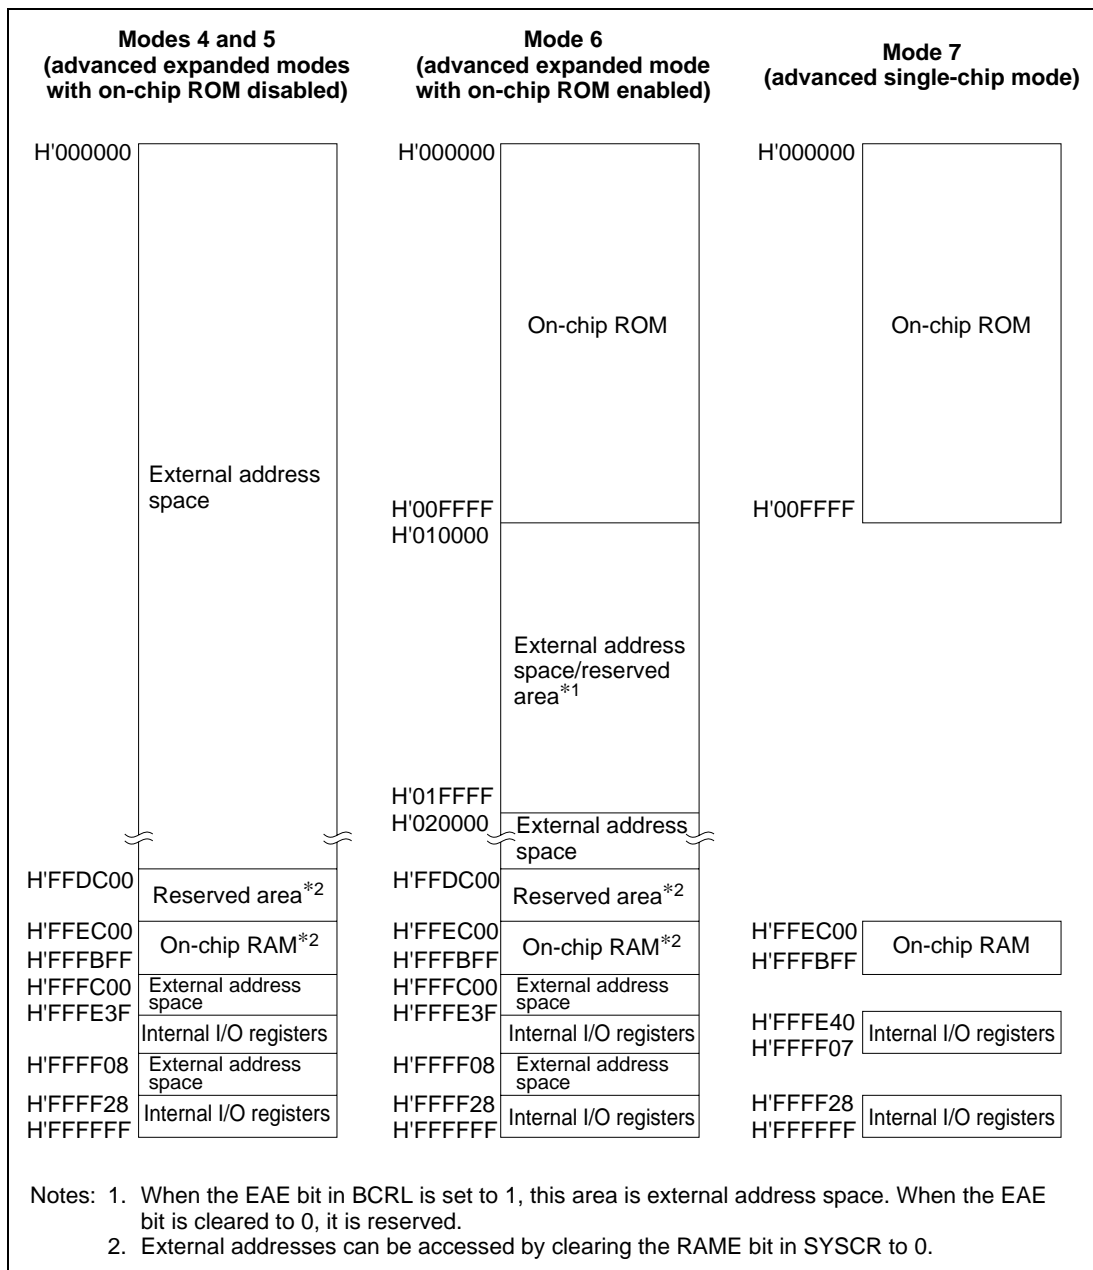 Modes 4 and 5
(advanced expanded modes
with on-chip ROM disabled)
H'000000
External address
space
H'FFDC00
Reserved area*2
H'FFEC00
On-chip RAM*2
H'FFFBFF
H'FFFC00
External address
space
H'FFFE3F
Internal I/O registers
H'FFFF08
External address
space
H'FFFF28
Internal I/O registers
H'FFFFFF
Mode 6
(advanced expanded mode
with on-chip ROM enabled)
H'000000
On-chip ROM
H'00FFFF
H'010000
External address
space/reserved
area*1
H'01FFFF
H'020000
External address
space
H'FFDC00
Reserved area*2
H'FFEC00
On-chip RAM*2
H'FFFBFF
H'FFFC00
External address
space
H'FFFE3F
Internal I/O registers
H'FFFF08
External address
space
H'FFFF28
Internal I/O registers
H'FFFFFF
Mode 7
(advanced single-chip mode)
H'000000
On-chip ROM
H'00FFFF
H'FFEC00
On-chip RAM
H'FFFBFF
H'FFFE40
Internal I/O registers
H'FFFF07
H'FFFF28
Internal I/O registers
H'FFFFFF
Notes: 1. When the EAE bit in BCRL is set to 1, this area is external address space. When the EAE
bit is cleared to 0, it is reserved.
2. External addresses can be accessed by clearing the RAME bit in SYSCR to 0.